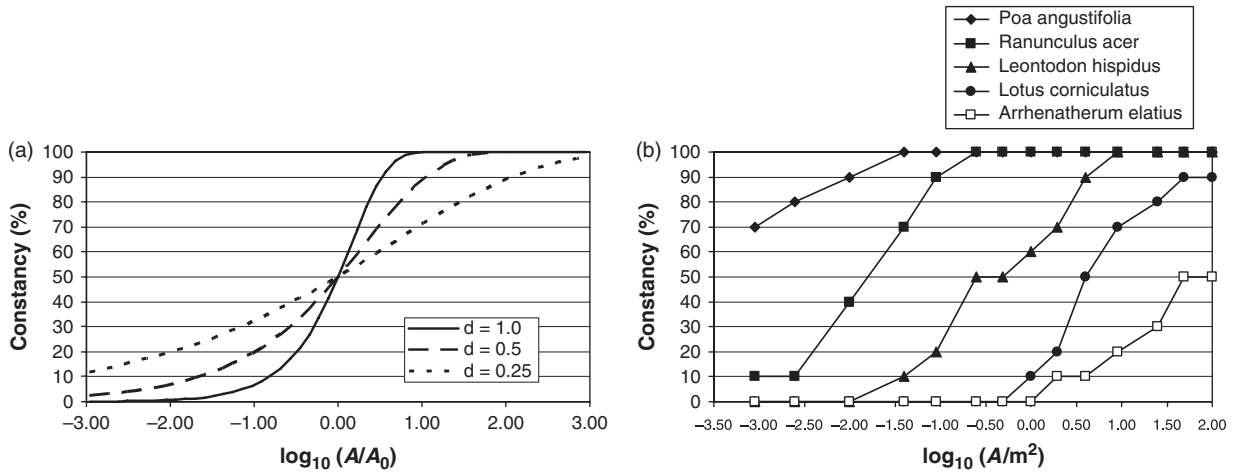 Poa angustifolia
Ranunculus acer
Leontodon hispidus
Lotus corniculatus
Arrhenatherum elatius
(a)
100
90
80
70
60
50
40
30
20
10
0
Constancy (%)
d = 1.0
d = 0.5
d = 0.25
−3.00 −2.00 −1.00 0.00 1.00 2.00 3.00
log10 (A/A0)
(b)
100
90
80
70
60
50
40
30
20
10
0
Constancy (%)
−3.50 −3.00 −2.50 −2.00 −1.50 −1.00 −0.50 0.00 0.50 1.00 1.50 2.00
log10 (A/m²)